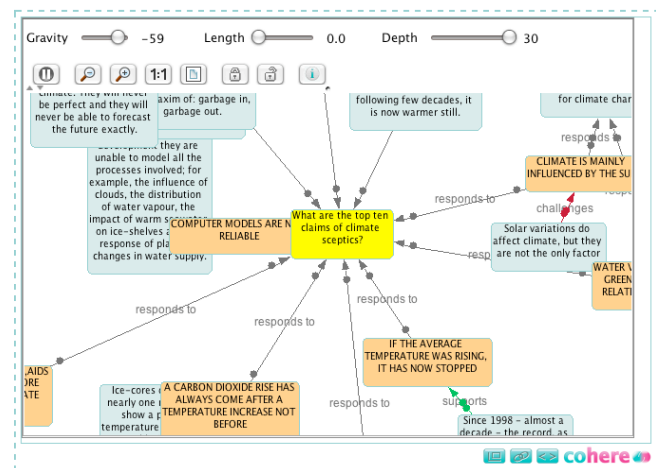 Gravity -59 Length 0.0 Depth 30
1:1
climate. They will never
be perfect and they will
never be able to forecast
the future exactly.
axim of: garbage in,
garbage out.
following few decades, it
is now warmer still.
for climate char
responds to
they are
unable to model all the
processes involved; for
example, the influence of
clouds, the distribution
of water vapour, the
impact of warm
on ice-shelves a
response of pla
changes in water supply.
COMPUTER MODELS ARE N
RELIABLE
What are the top ten
claims of climate
sceptics?
responds to
CLIMATE IS MAINLY
INFLUENCED BY THE SU
respo
challenges
Solar variations do
affect climate, but they
are not the only factor
resp
WATER V
GREEN
RELATI
responds to
responds to
responds to
IF THE AVERAGE
TEMPERATURE WAS RISING,
IT HAS NOW STOPPED
AIDS
ORE
ATE
Ice-cores
nearly one
show a p
temperature
A CARBON DIOXIDE RISE HAS
ALWAYS COME AFTER A
TEMPERATURE INCREASE NOT
BEFORE
responds to
supports
Since 1998 - almost a
decade - the record, as
cohere